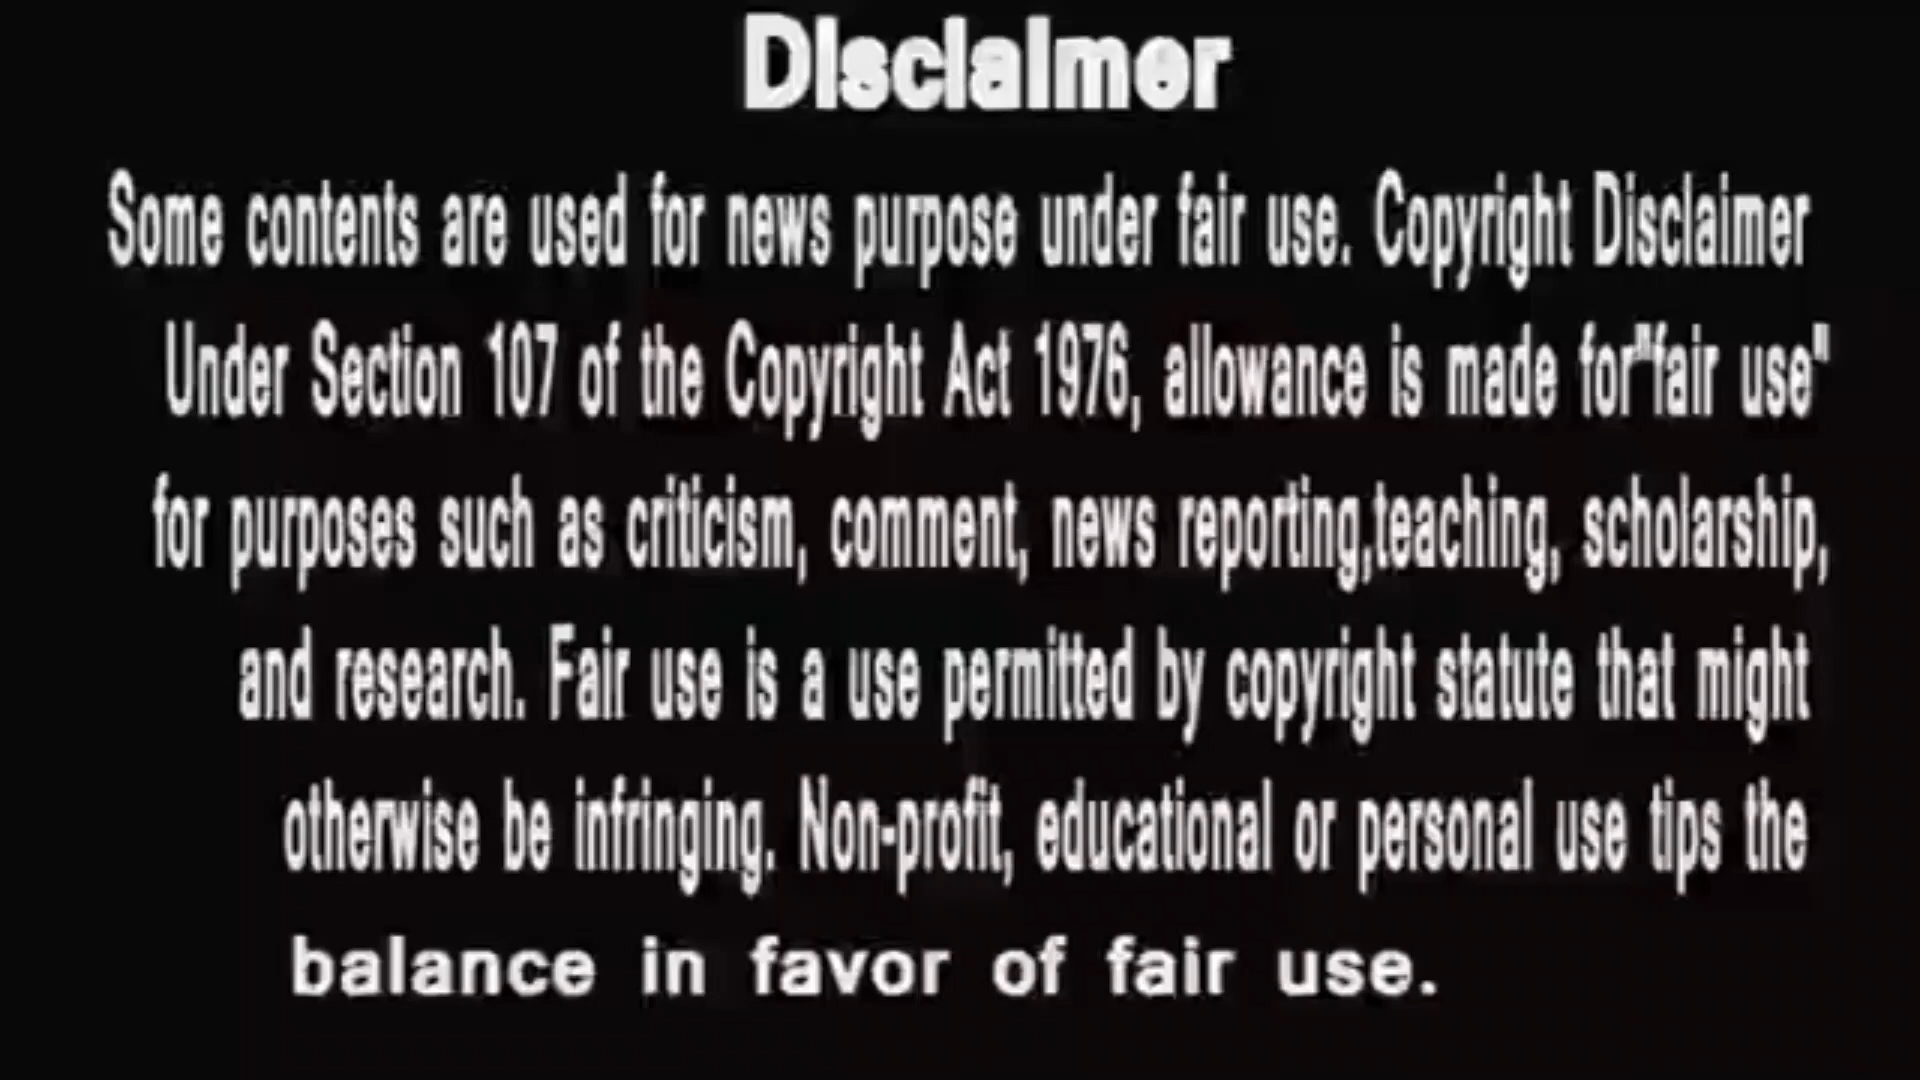 Disclaimer
Some contents are used for news purpose under fair use. Copyright Disclaimer
Under Section 107 of the Copyright Act 1976, allowance is made for"fair use"
for purposes such as criticism, comment, news reporting,teaching, scholarship,
and research. Fair use is a use permitted by copyright statute that might
otherwise be infringing. Non-profit, educational or personal use tips the
balance in favor of fair use.